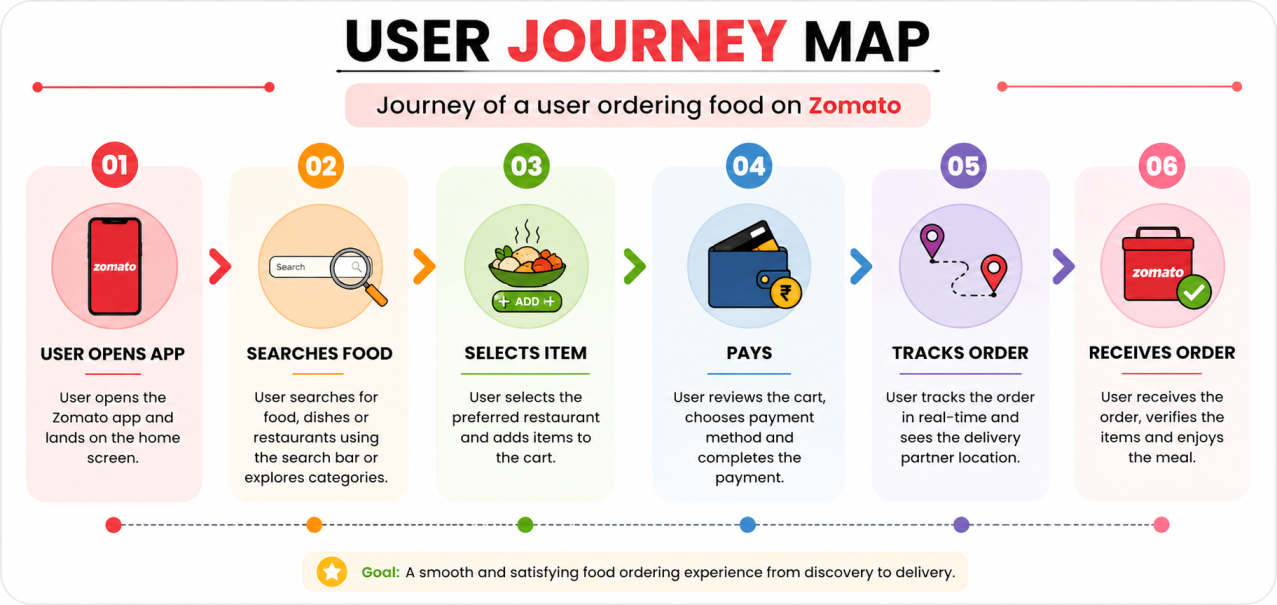 USER JOURNEY MAP
Journey of a user ordering food on Zomato
01
zomato
USER OPENS APP
User opens the
Zomato app and
lands on the home
screen.
02
Search
SEARCHES FOOD
User searches for
food, dishes or
restaurants using
the search bar or
explores categories.
03
+ ADD +
SELECTS ITEM
User selects the
preferred restaurant
and adds items to
the cart.
04
₹
PAYS
User reviews the cart,
chooses payment
method and
completes the
payment.
05
TRACKS ORDER
User tracks the order
in real-time and
sees the delivery
partner location.
06
zomato
RECEIVES ORDER
User receives the
order, verifies the
items and enjoys
the meal.
Goal: A smooth and satisfying food ordering experience from discovery to delivery.